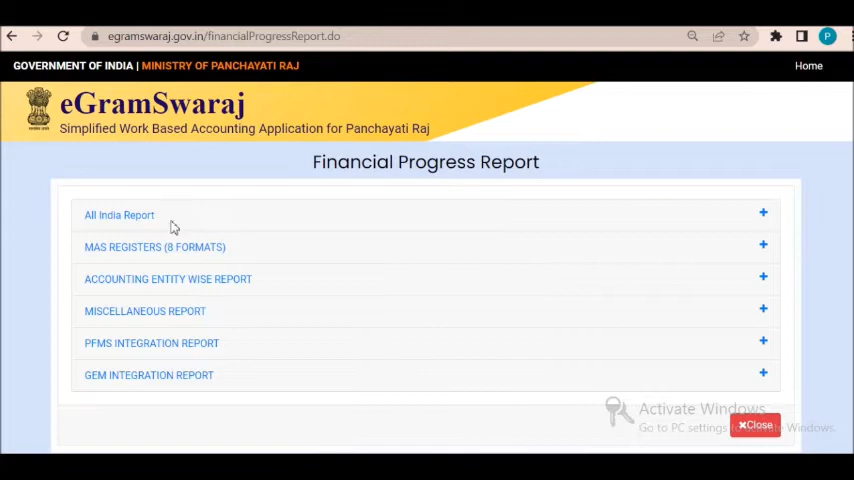 egramswaraj.gov.in/financialProgressReport.do
P
GOVERNMENT OF INDIA | MINISTRY OF PANCHAYATI RAJ
Home
eGramSwaraj
Simplified Work Based Accounting Application for Panchayati Raj
Financial Progress Report
All India Report
MAS REGISTERS (8 FORMATS)
ACCOUNTING ENTITY WISE REPORT
MISCELLANEOUS REPORT
PFMS INTEGRATION REPORT
GEM INTEGRATION REPORT
Activate Windows
Go to PC settings to activate Windows.
Close